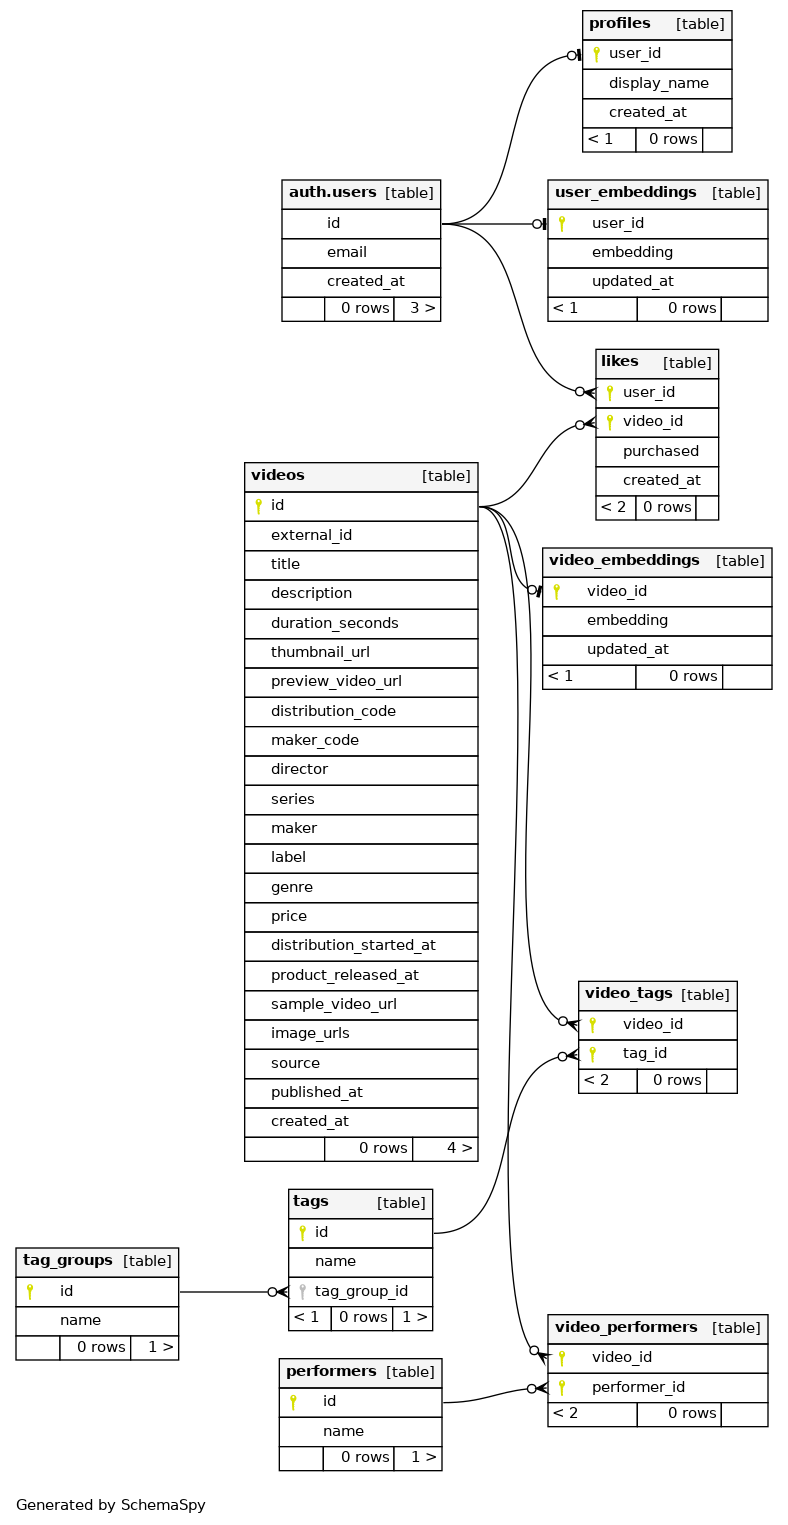 profiles [table]
user_id
display_name
created_at
< 1 0 rows
auth.users [table]
id
email
created_at
0 rows 3 >
user_embeddings [table]
user_id
embedding
updated_at
< 1 0 rows
likes [table]
user_id
video_id
purchased
created_at
< 2 0 rows
videos [table]
id
external_id
title
description
duration_seconds
thumbnail_url
preview_video_url
distribution_code
maker_code
director
series
maker
label
genre
price
distribution_started_at
product_released_at
sample_video_url
image_urls
source
published_at
created_at
0 rows 4 >
video_embeddings [table]
video_id
embedding
updated_at
< 1 0 rows
video_tags [table]
video_id
tag_id
< 2 0 rows
tags [table]
id
name
tag_group_id
< 1 0 rows 1 >
tag_groups [table]
id
name
0 rows 1 >
video_performers [table]
video_id
performer_id
< 2 0 rows
performers [table]
id
name
0 rows 1 >
Generated by SchemaSpy